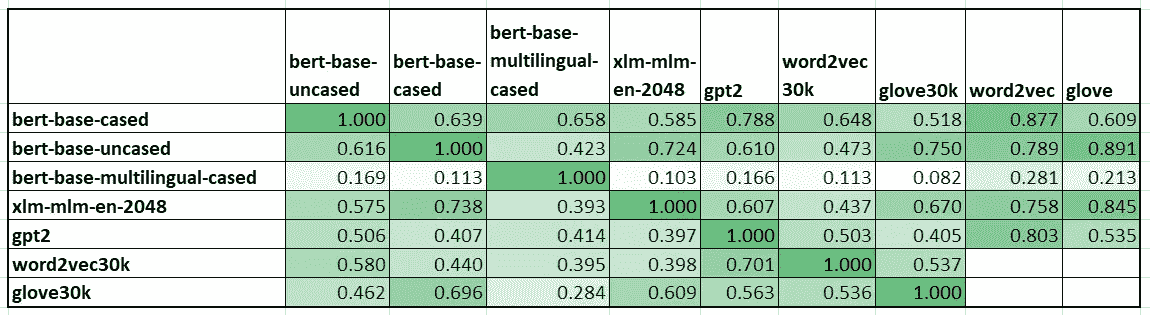 bert-base-uncased bert-base-cased bert-base-multilingual-cased xlm-mlm-en-2048 gpt2 word2vec 30k glove30k word2vec glove
bert-base-cased 1.000 0.639 0.658 0.585 0.788 0.648 0.518 0.877 0.609
bert-base-uncased 0.616 1.000 0.423 0.724 0.610 0.473 0.750 0.789 0.891
bert-base-multilingual-cased 0.169 0.113 1.000 0.103 0.166 0.113 0.082 0.281 0.213
xlm-mlm-en-2048 0.575 0.738 0.393 1.000 0.607 0.437 0.670 0.758 0.845
gpt2 0.506 0.407 0.414 0.397 1.000 0.503 0.405 0.803 0.535
word2vec30k 0.580 0.440 0.395 0.398 0.701 1.000 0.537
glove30k 0.462 0.696 0.284 0.609 0.563 0.536 1.000